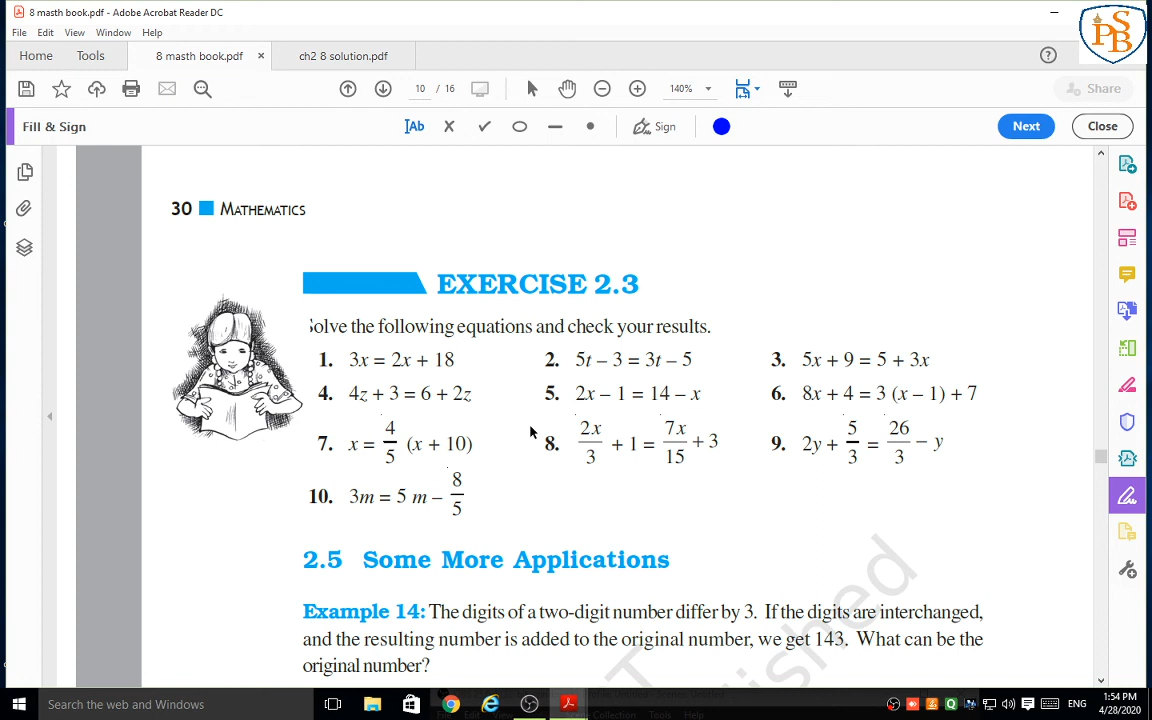 8 masth book.pdf - Adobe Acrobat Reader DC
File Edit View Window Help
Home Tools 8 masth book.pdf × ch2 8 solution.pdf
PSB
10 / 16 140% Share
Fill & Sign Ab Sign Next Close
30 MATHEMATICS
EXERCISE 2.3
olve the following equations and check your results.
1. 3x = 2x + 18 2. 5t – 3 = 3t – 5 3. 5x + 9 = 5 + 3x
4. 4z + 3 = 6 + 2z 5. 2x – 1 = 14 – x 6. 8x + 4 = 3 (x – 1) + 7
7. x = 4/5 (x + 10) 8. 2x/3 + 1 = 7x/15 + 3 9. 2y + 5/3 = 26/3 – y
10. 3m = 5 m – 8/5
2.5 Some More Applications
Example 14: The digits of a two-digit number differ by 3. If the digits are interchanged,
and the resulting number is added to the original number, we get 143. What can be the
original number?
Search the web and Windows
ENG
1:54 PM
4/28/2020